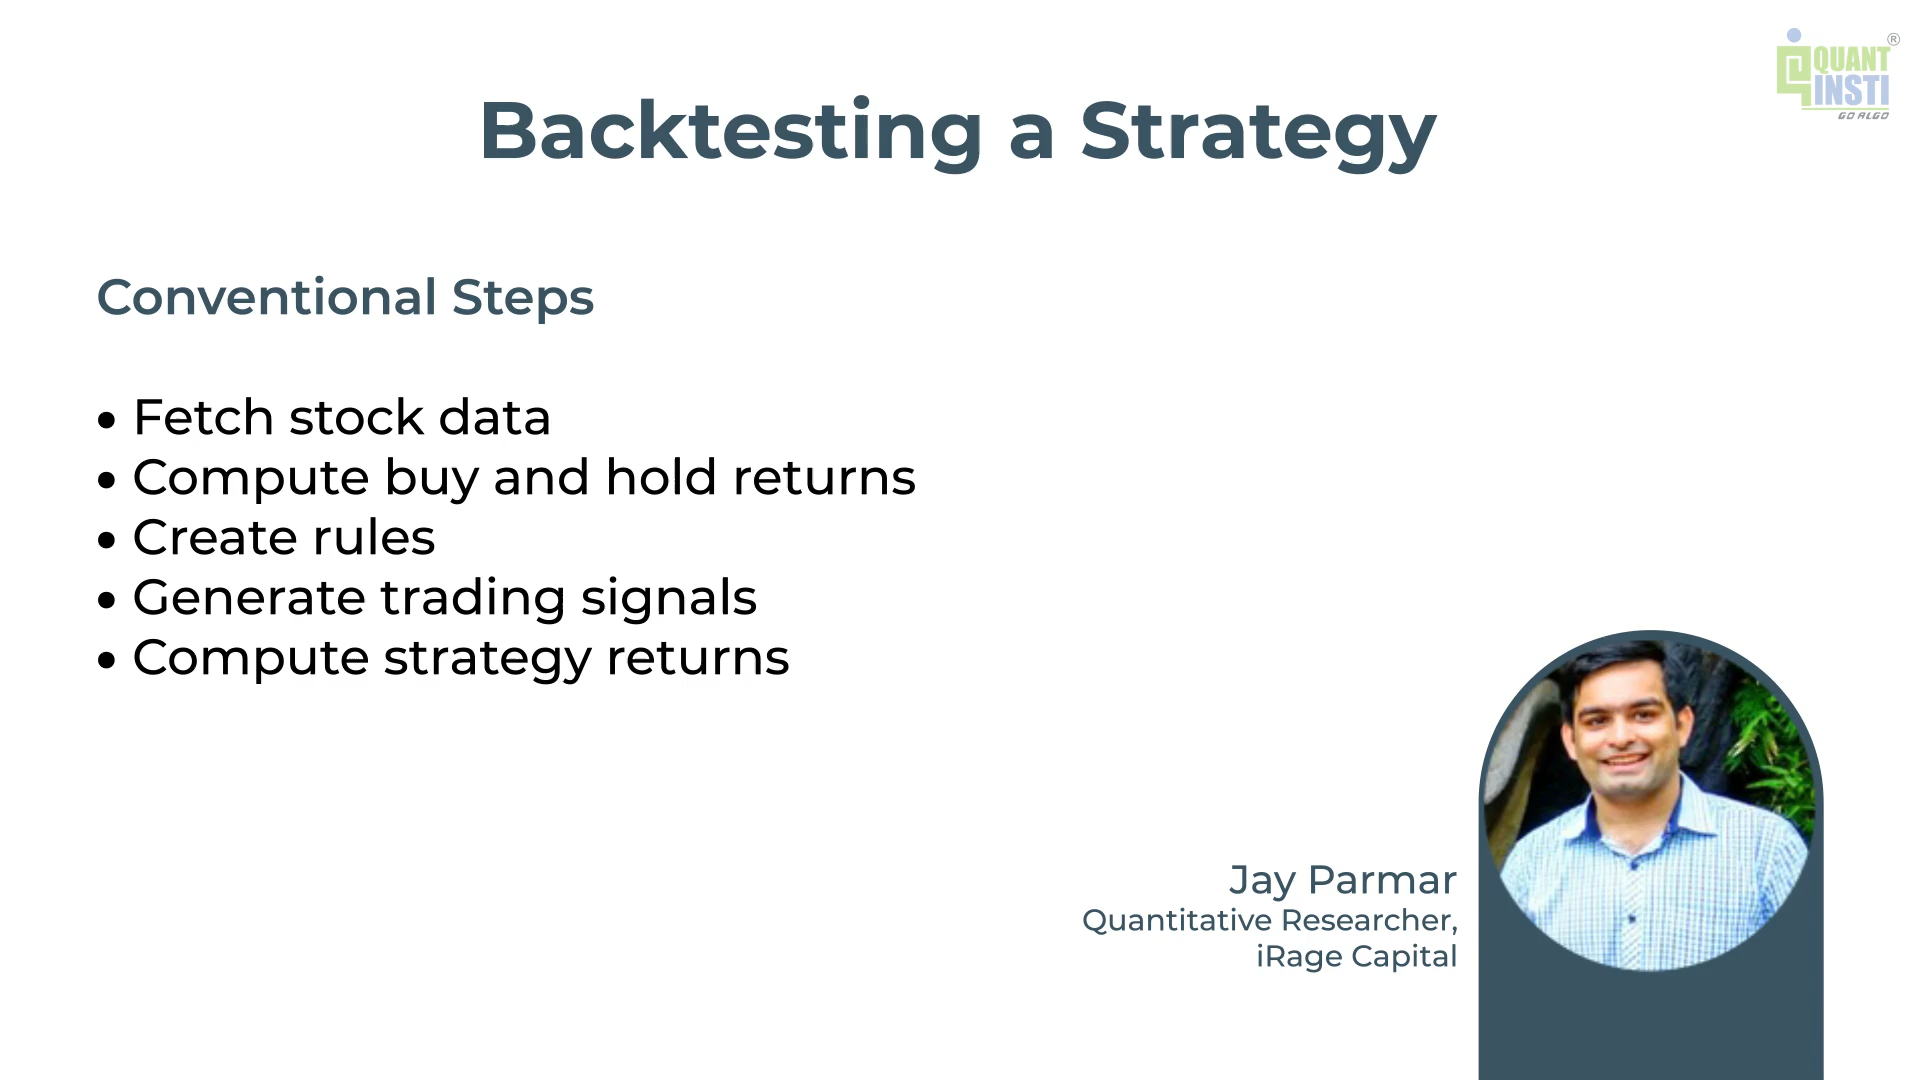 QUANT
INSTI
®
GO ALGO
Backtesting a Strategy
Conventional Steps
• Fetch stock data
• Compute buy and hold returns
• Create rules
• Generate trading signals
• Compute strategy returns
Jay Parmar
Quantitative Researcher,
iRage Capital